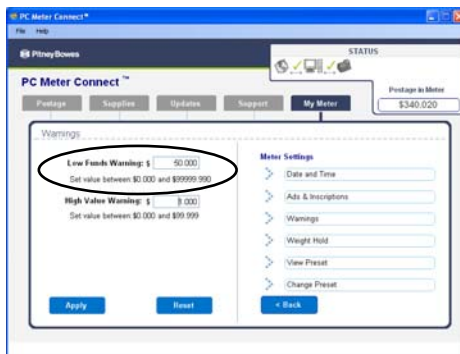 PC Meter Connect™
File Help
PitneyBowes
STATUS
PC Meter Connect™
Postage in Meter
$340.020
Postage Supplies Updates Support My Meter
Warnings
Low Funds Warning: $ 50.000
Set value between $0.000 and $99999.990
High Value Warning: $ 1.000
Set value between $0.000 and $99.999
Meter Settings
Date and Time
Ads & Inscriptions
Warnings
Weight Hold
View Preset
Change Preset
Apply Reset < Back